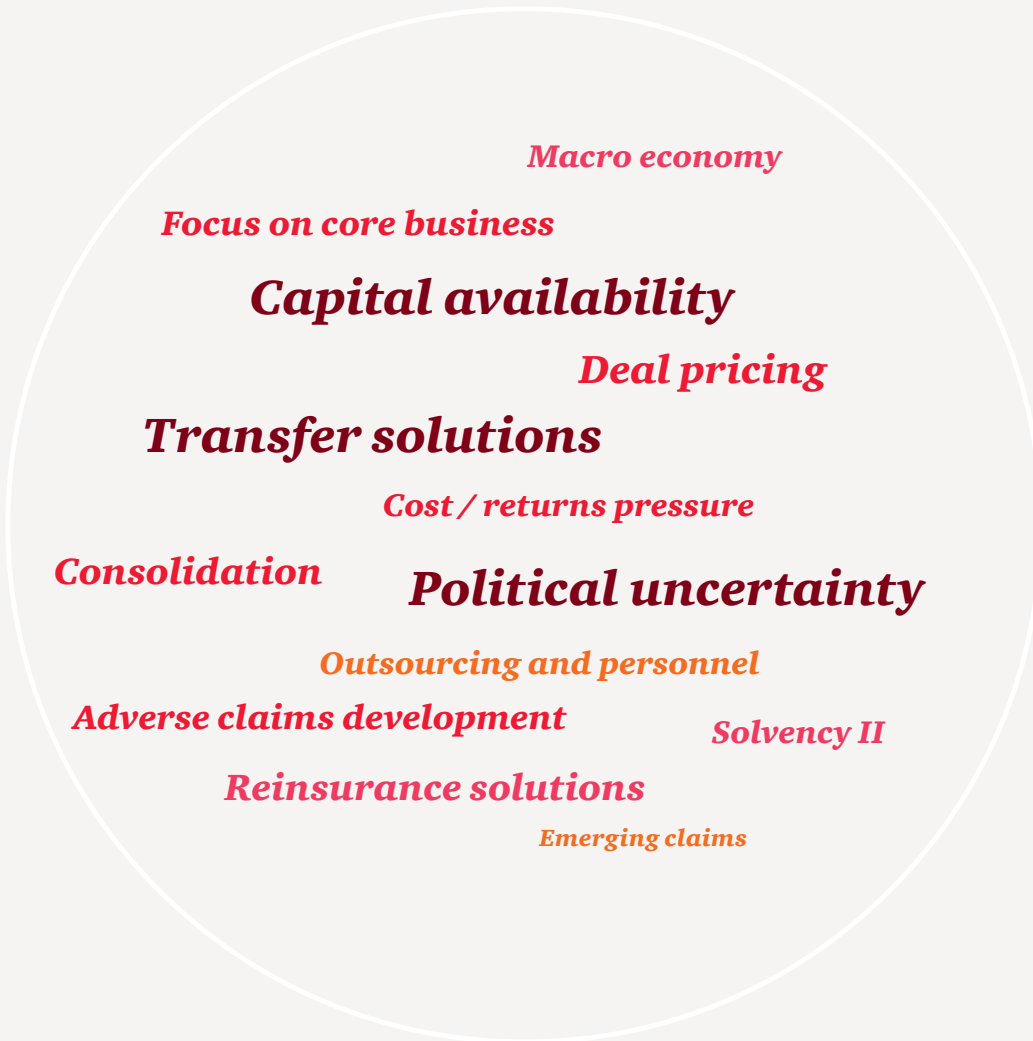 Macro economy
Focus on core business
Capital availability
Deal pricing
Transfer solutions
Cost / returns pressure
Consolidation
Political uncertainty
Outsourcing and personnel
Adverse claims development
Solvency II
Reinsurance solutions
Emerging claims